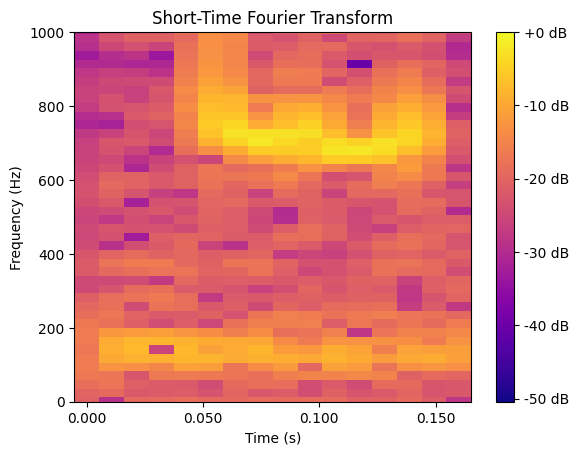 Short-Time Fourier Transform
1000
800
600
400
200
0
Frequency (Hz)
0.000
0.050
0.100
0.150
Time (s)
+0 dB
-10 dB
-20 dB
-30 dB
-40 dB
-50 dB